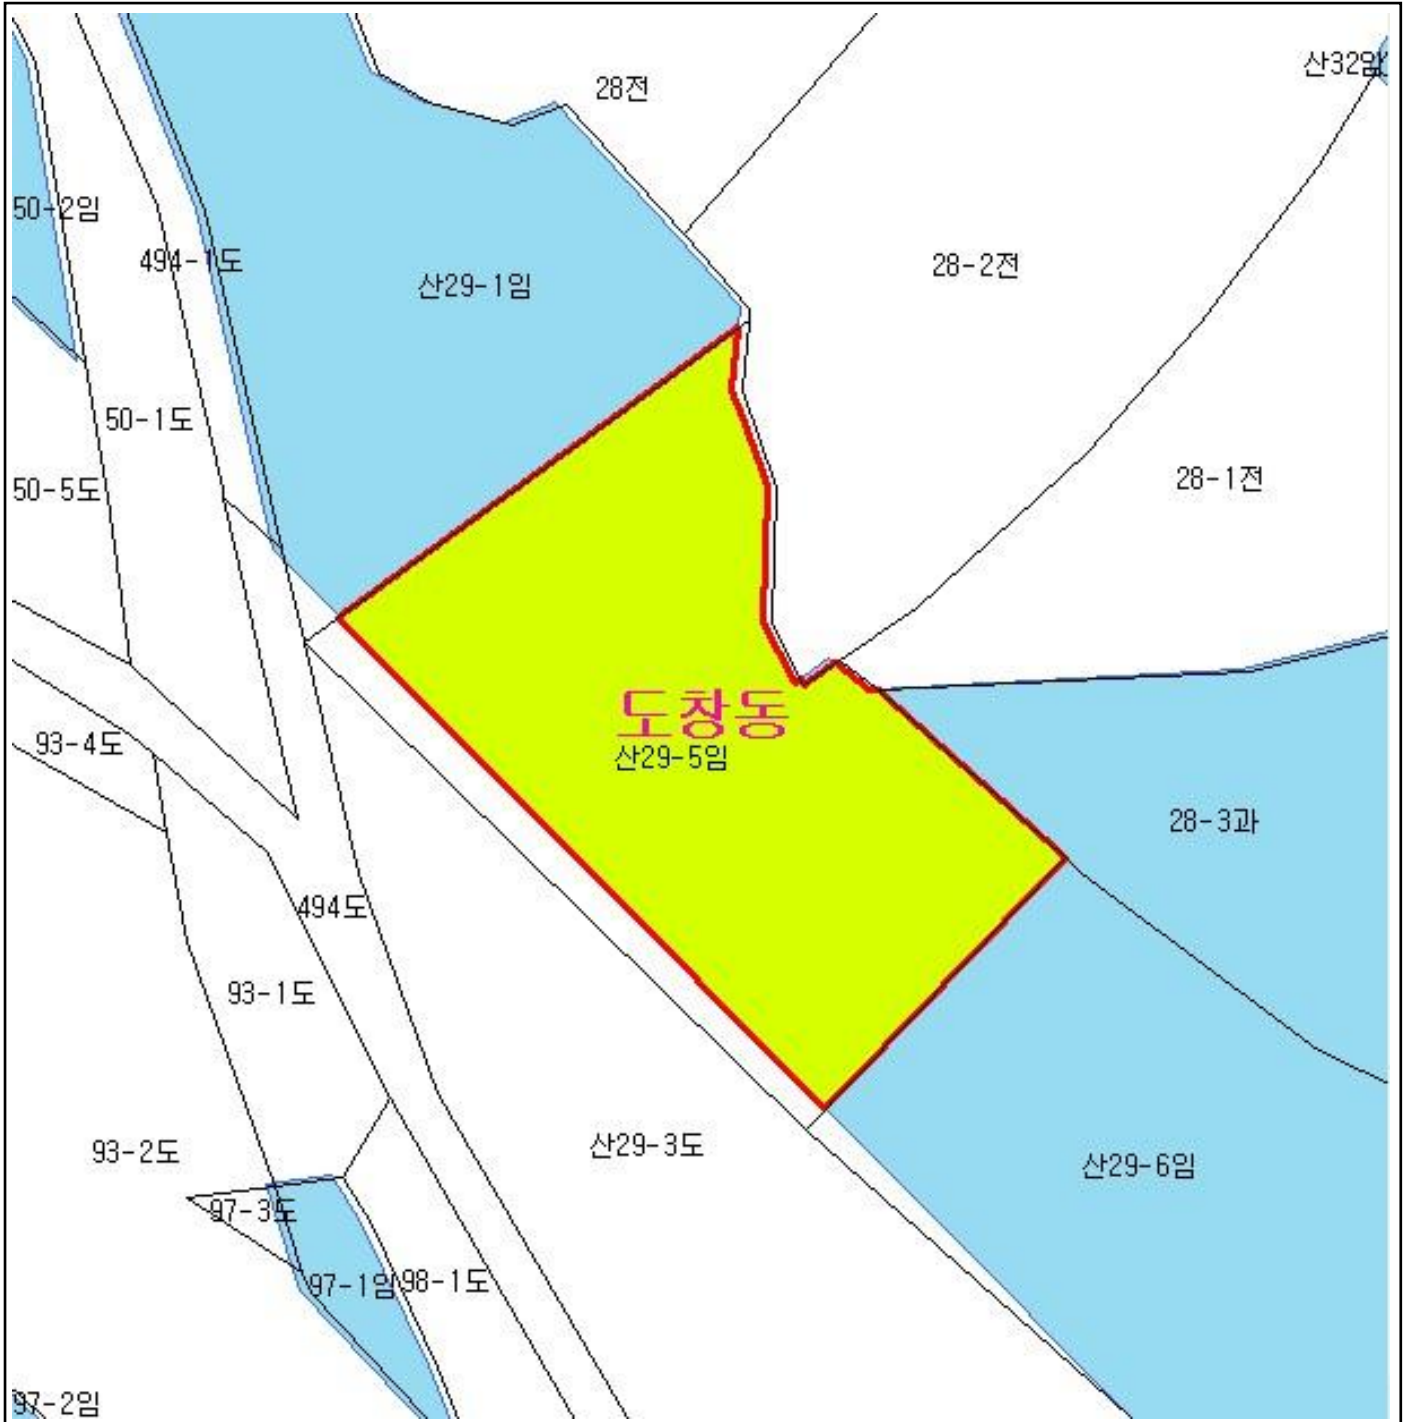 28전
산32임
50-2임
494-1도
산29-1임
28-2전
50-1도
50-5도
28-1전
도창동
산29-5임
93-4도
28-3과
494도
93-1도
93-2도
산29-3도
산29-6임
97-3도
97-1임
98-1도
97-2임